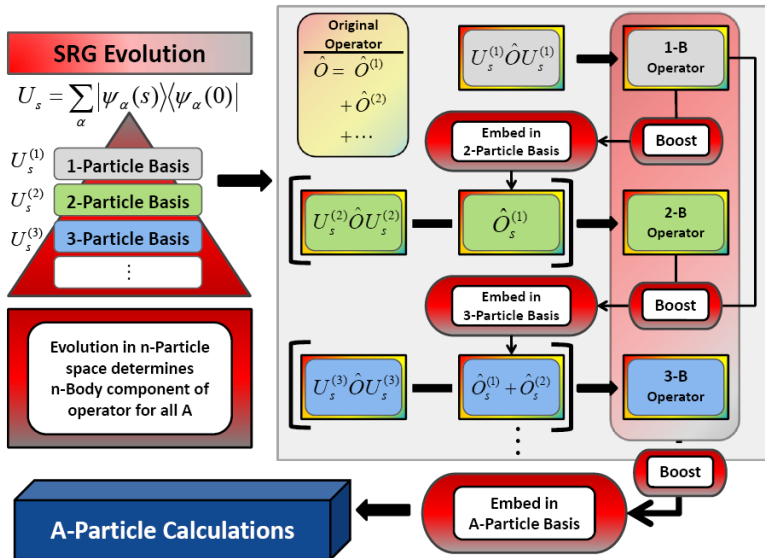 SRG Evolution
U_s = ∑_α |ψ_α(s)⟩⟨ψ_α(0)|
U_s^(1)
1-Particle Basis
U_s^(2)
2-Particle Basis
U_s^(3)
3-Particle Basis
⋮
Evolution in n-Particle
space determines
n-Body component of
operator for all A
Original
Operator
Ô = Ô^(1)
+ Ô^(2)
+ ⋯
U_s^(1) Ô U_s^(1)
1-B
Operator
Embed in
2-Particle Basis
Boost
[ U_s^(2) Ô U_s^(2) — Ô_s^(1) ]
2-B
Operator
Embed in
3-Particle Basis
Boost
[ U_s^(3) Ô U_s^(3) — Ô_s^(1) + Ô_s^(2) ]
3-B
Operator
⋮
Boost
Embed in
A-Particle Basis
A-Particle Calculations